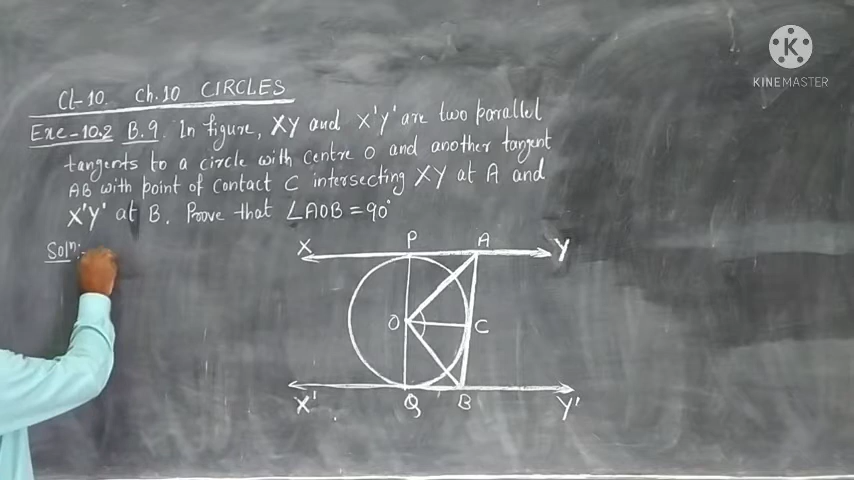 Cl-10. Ch.10 CIRCLES
Exe-10.2 Q.9. In figure, XY and X'Y' are two parallel
tangents to a circle with centre O and another tangent
AB with point of contact C intersecting XY at A and
X'Y' at B. Prove that ∠AOB = 90°
Solⁿ:
X P A Y
O C
X' Q B Y'
K
KINEMASTER